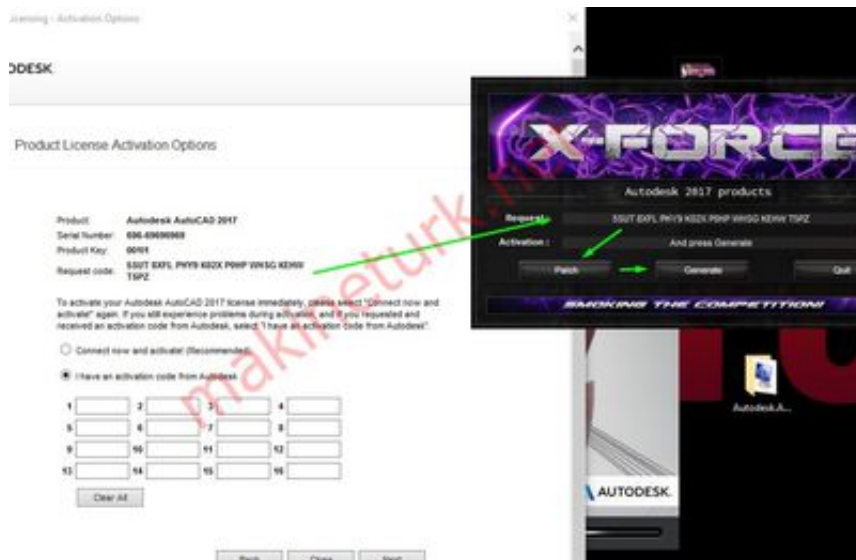 Licensing - Activation Options
ODESK
Product License Activation Options
Product: Autodesk AutoCAD 2017
Serial Number: 696-69696969
Product Key: 001I1
Request code:
To activate your Autodesk AutoCAD 2017 license immediately, please select "Connect now and
activate" again. If you still experience problems during activation, and if you requested and
received an activation code from Autodesk, select "I have an activation code from Autodesk".
Connect now and activate! (Recommended)
I have an activation code from Autodesk
1 2 3 4
5 6 7 8
9 10 11 12
13 14 15 16
Clear All
Back Close Next
X-FORCE
Autodesk 2017 products
Request :
Activation : And press Generate
Patch Generate Quit
SMOKING THE COMPETITION!
Autodesk.A...
AUTODESK.
makineturk